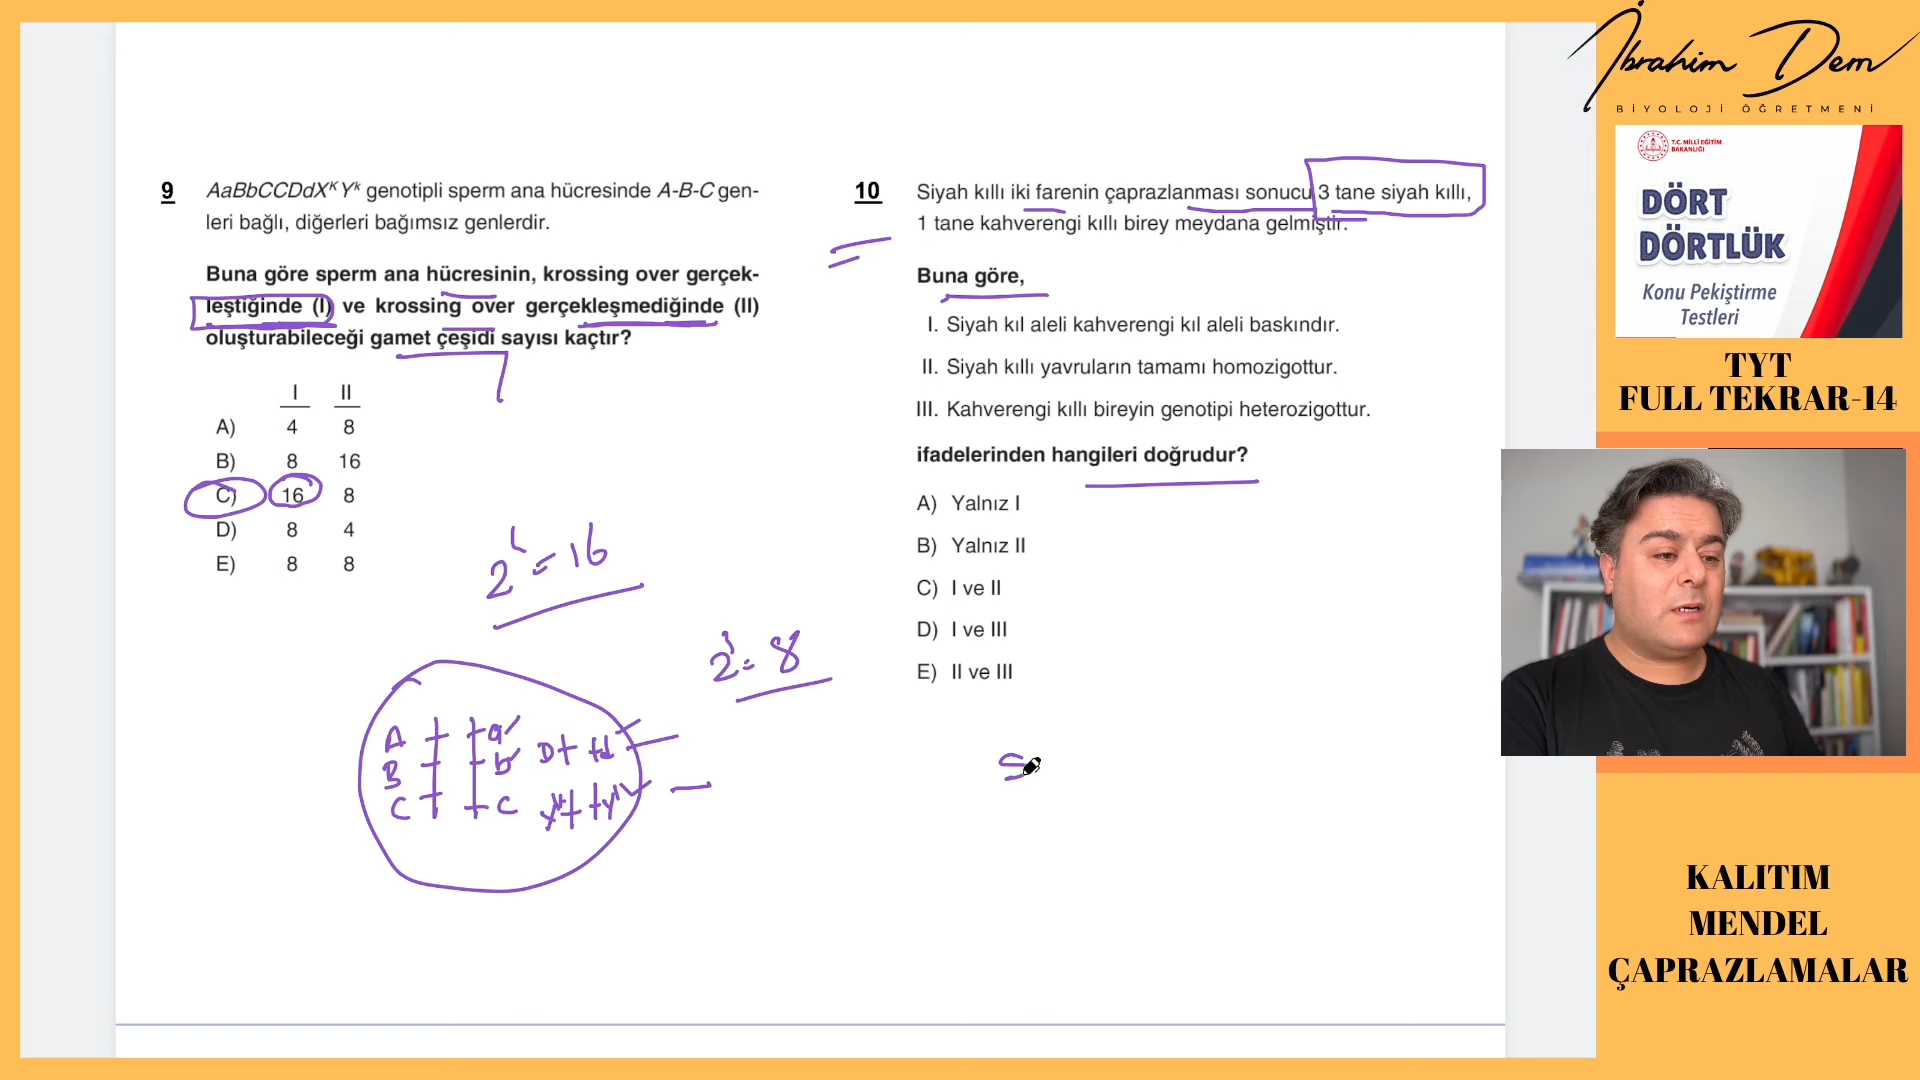 İbrahim Dem
BİYOLOJİ ÖĞRETMENİ
T.C. MİLLÎ EĞİTİM
BAKANLIĞI
DÖRT
DÖRTLÜK
Konu Pekiştirme
Testleri
TYT
FULL TEKRAR-14
KALITIM
MENDEL
ÇAPRAZLAMALAR
9 AaBbCCDdXᴷYᵏ genotipli sperm ana hücresinde A-B-C gen-
leri bağlı, diğerleri bağımsız genlerdir.
Buna göre sperm ana hücresinin, krossing over gerçek-
leştiğinde (I) ve krossing over gerçekleşmediğinde (II)
oluşturabileceği gamet çeşidi sayısı kaçtır?
I II
A) 4 8
B) 8 16
C) 16 8
D) 8 4
E) 8 8
= 16
2³ = 8
A a
B b D d
C C
10 Siyah kıllı iki farenin çaprazlanması sonucu 3 tane siyah kıllı,
1 tane kahverengi kıllı birey meydana gelmiştir.
Buna göre,
I. Siyah kıl aleli kahverengi kıl aleli baskındır.
II. Siyah kıllı yavruların tamamı homozigottur.
III. Kahverengi kıllı bireyin genotipi heterozigottur.
ifadelerinden hangileri doğrudur?
A) Yalnız I
B) Yalnız II
C) I ve II
D) I ve III
E) II ve III